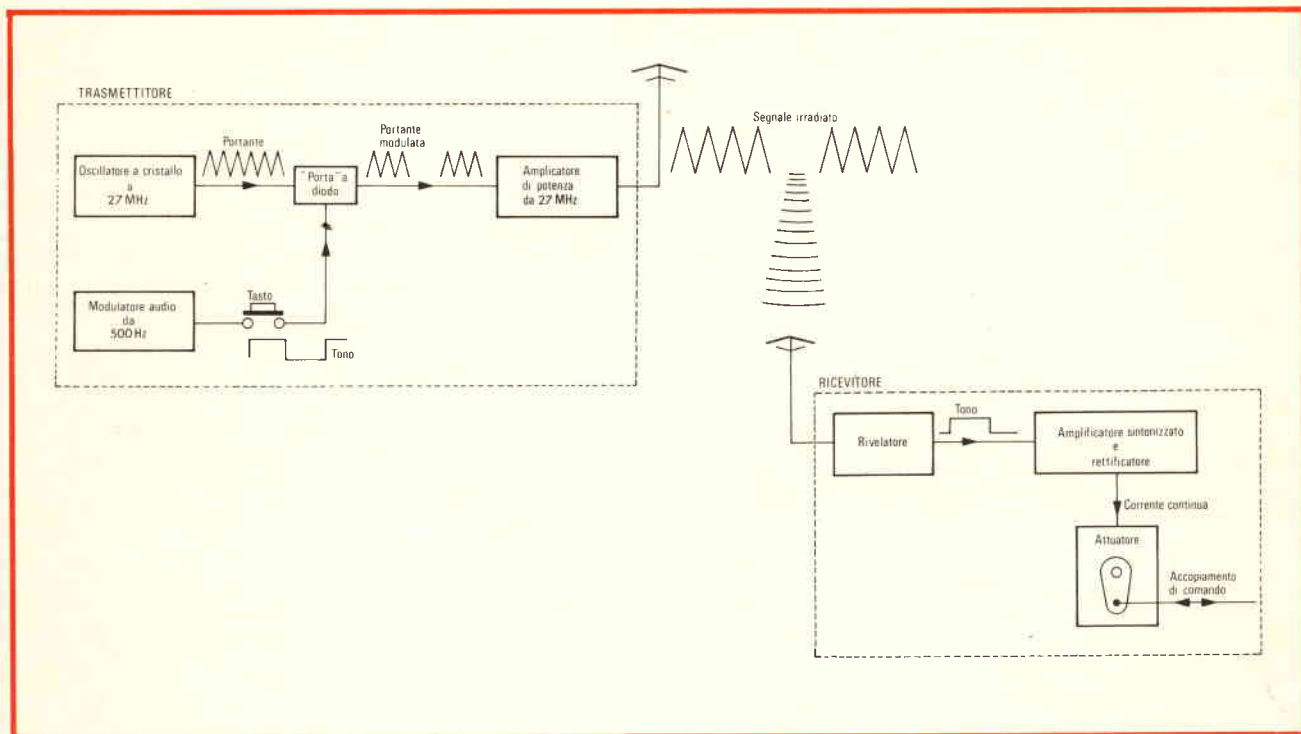 TRASMETTITORE
Oscillatore a cristallo
a
27 MHz
Portante
"Porta" a
diodo
Portante
modulata
Amplicatore
di potenza
da 27 MHz
Segnale irradiato
Modulatore audio
da
500 Hz
Tasto
Tono
RICEVITORE
Rivelatore
Tono
Amplificatore sintonizzato
e
rettificatore
Corrente continua
Attuatore
Accopiamento
di comando